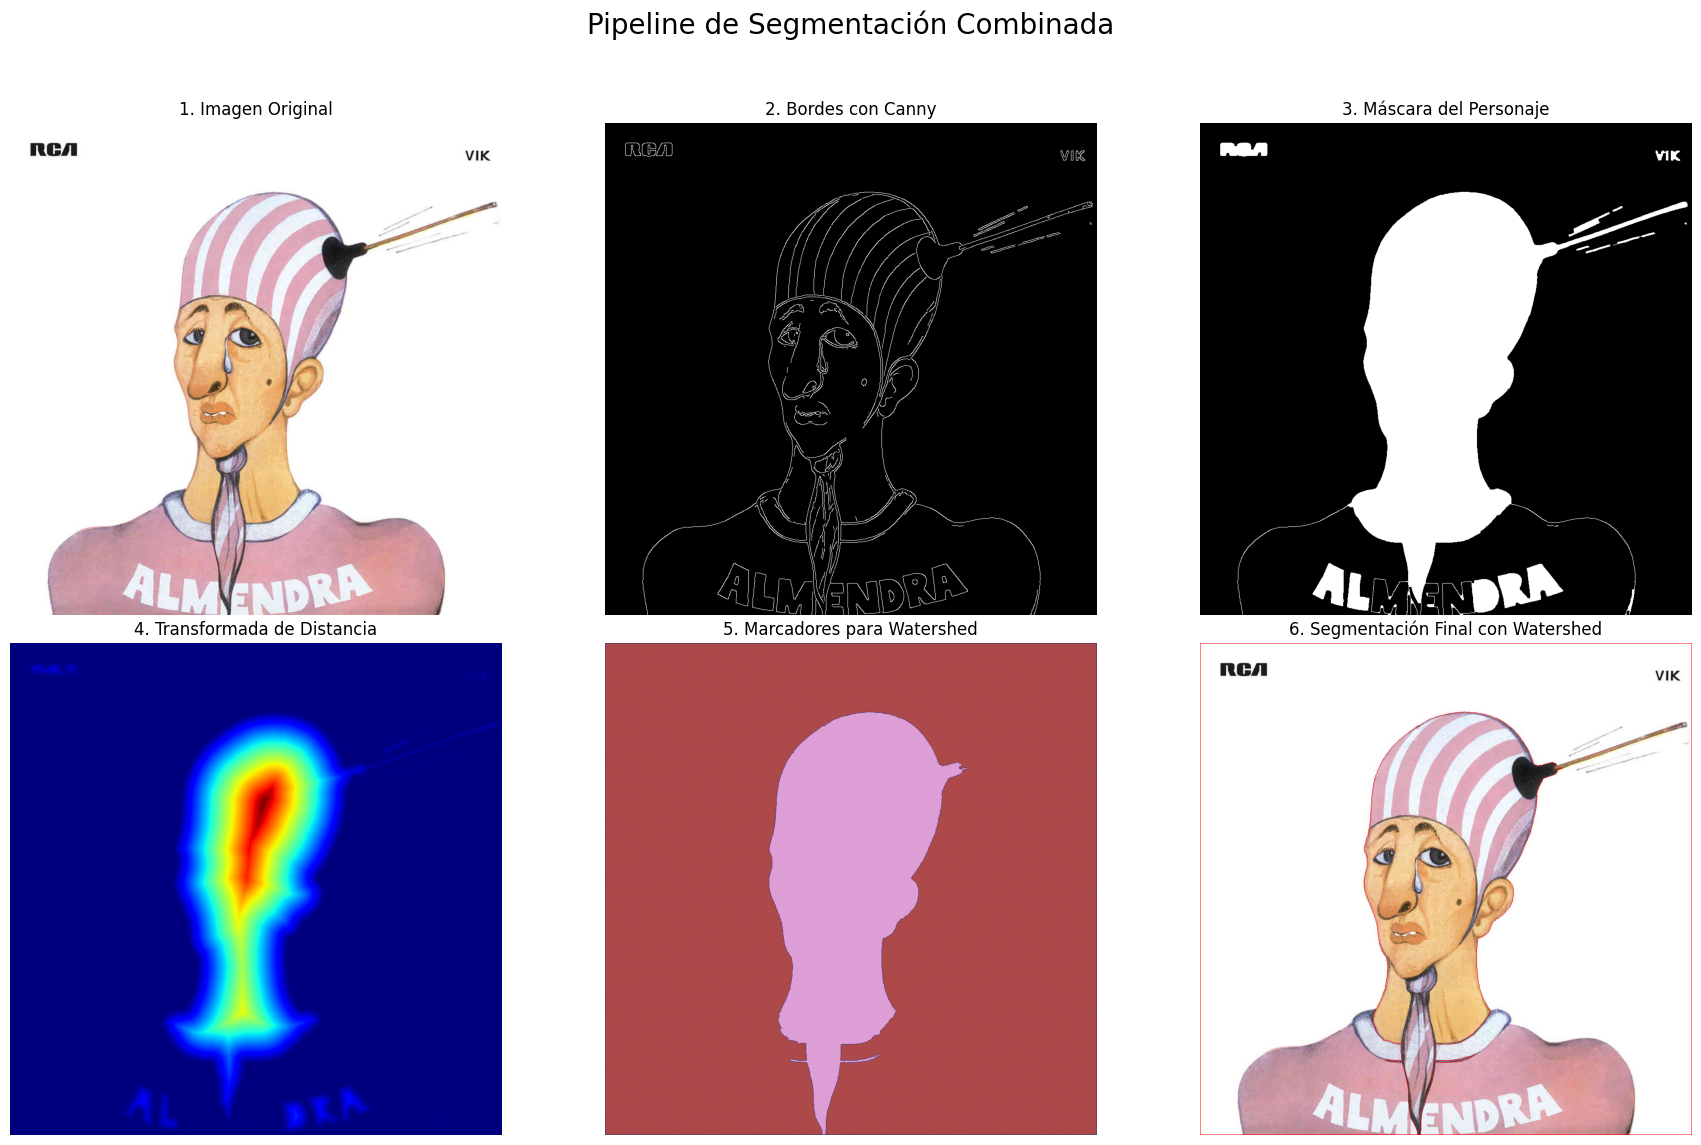 Pipeline de Segmentación Combinada
1. Imagen Original
2. Bordes con Canny
3. Máscara del Personaje
RCA
VIK
ALMENDRA
RCA
VIK
ALMENDRA
RCA
VIK
ALMENDRA
4. Transformada de Distancia
5. Marcadores para Watershed
6. Segmentación Final con Watershed
AL DRA
RCA
VIK
ALMENDRA